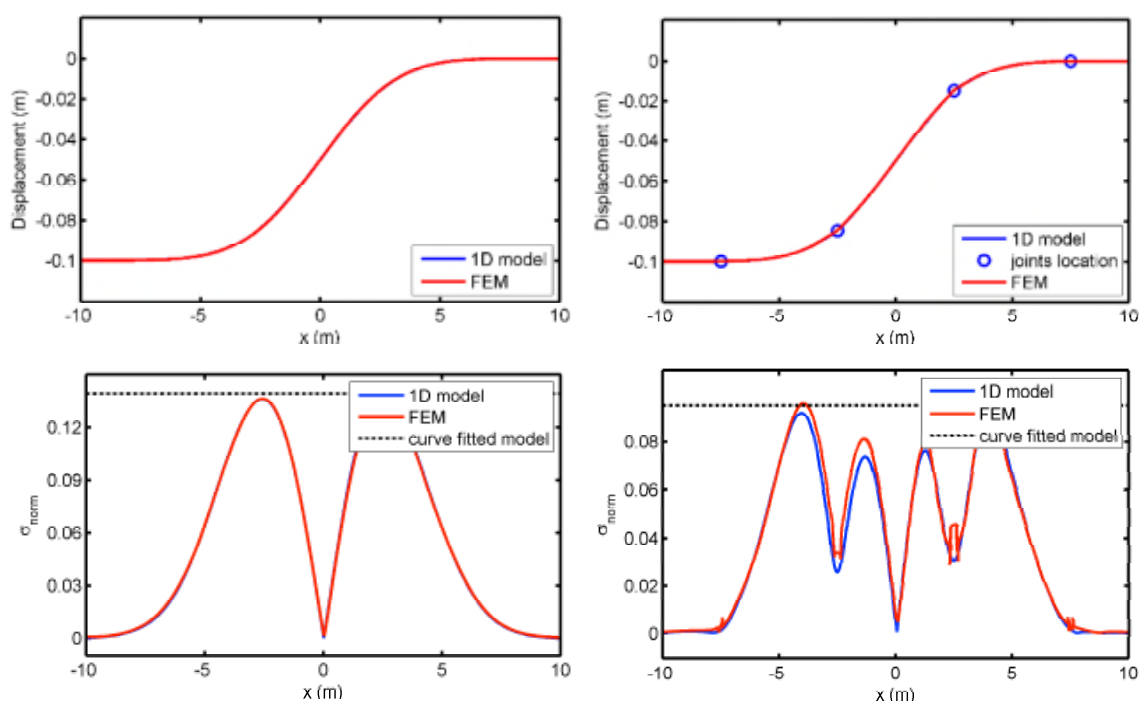 Displacement (m)
0
-0.02
-0.04
-0.06
-0.08
-0.1
-10
-5
0
5
10
x (m)
1D model
FEM
Displacement (m)
0
-0.02
-0.04
-0.06
-0.08
-0.1
-10
-5
0
5
10
x (m)
1D model
joints location
FEM
σnorm
0.12
0.09
0.06
0.03
0
-10
-5
0
5
10
x (m)
1D model
FEM
curve fitted model
σnorm
0.08
0.06
0.04
0.02
0
-10
-5
0
5
10
x (m)
1D model
FEM
curve fitted model